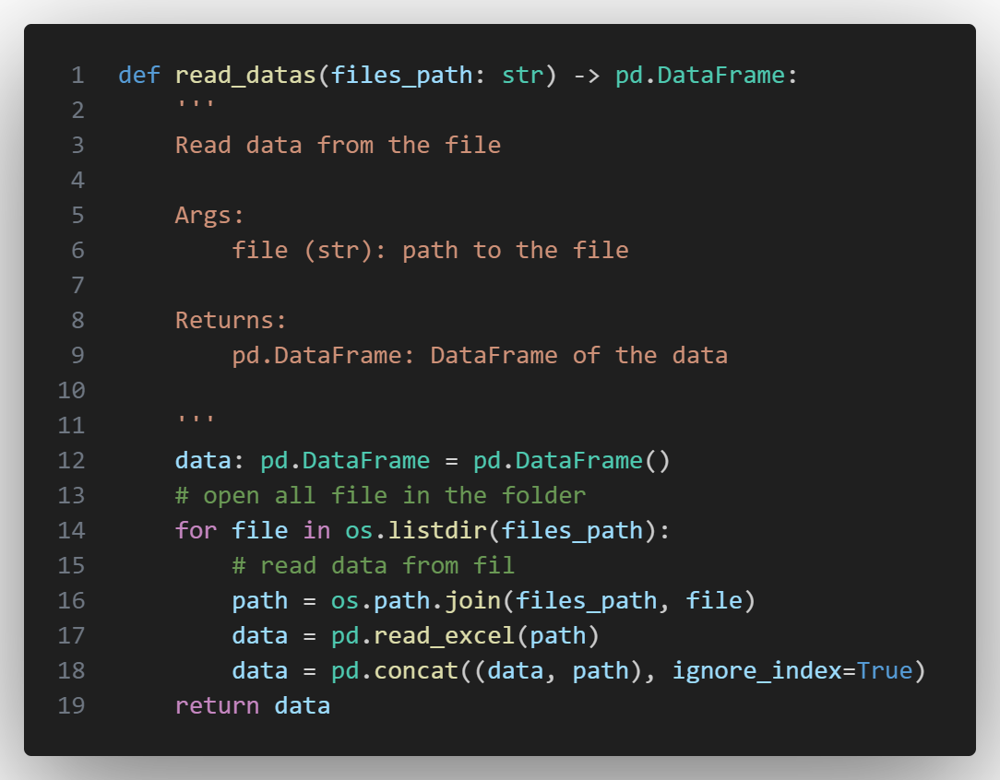 1 def read_datas(files_path: str) -> pd.DataFrame:
2     '''
3     Read data from the file
4
5     Args:
6         file (str): path to the file
7
8     Returns:
9         pd.DataFrame: DataFrame of the data
10
11     '''
12     data: pd.DataFrame = pd.DataFrame()
13     # open all file in the folder
14     for file in os.listdir(files_path):
15         # read data from fil
16         path = os.path.join(files_path, file)
17         data = pd.read_excel(path)
18         data = pd.concat((data, path), ignore_index=True)
19     return data